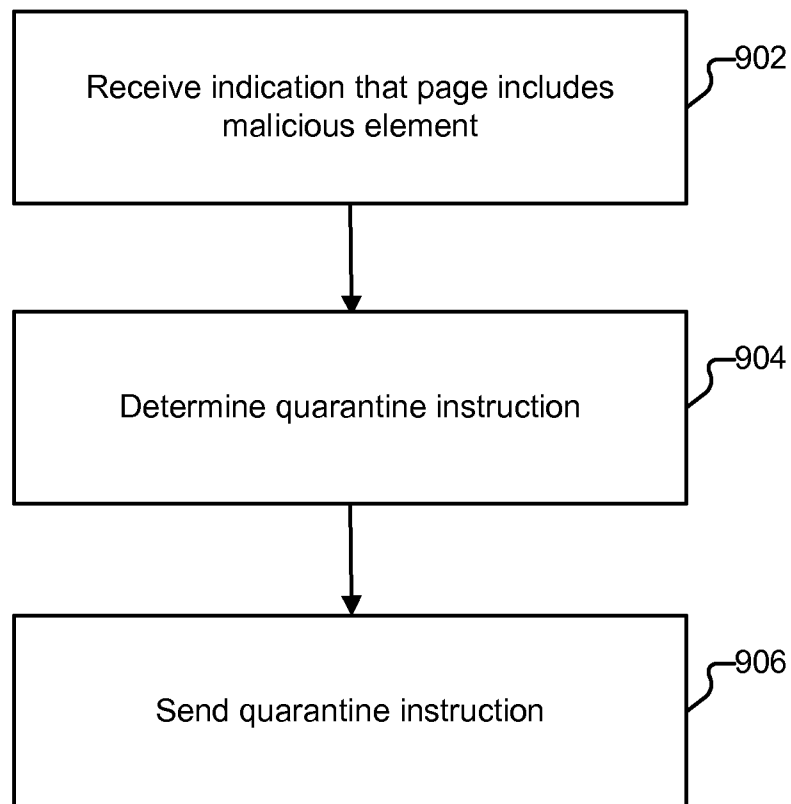 Receive indication that page includes
malicious element
902
Determine quarantine instruction
904
Send quarantine instruction
906